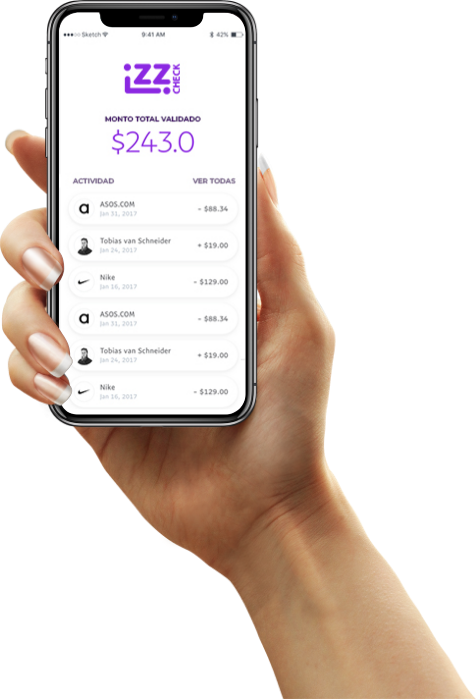 Sketch 9:41 AM 42%
izz CHECK
MONTO TOTAL VALIDADO
$243.0
ACTIVIDAD VER TODAS
a ASOS.COM – $88.34
Jan 31, 2017
Tobias van Schneider + $19.00
Jan 24, 2017
Nike – $129.00
Jan 16, 2017
a ASOS.COM – $88.34
Jan 31, 2017
Tobias van Schneider + $19.00
Jan 24, 2017
Nike – $129.00
Jan 16, 2017